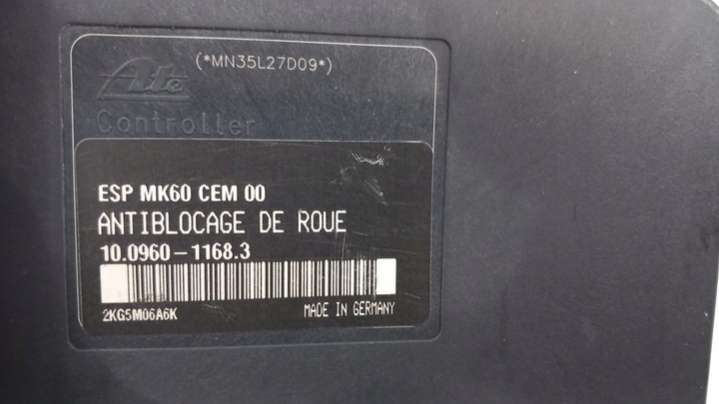 (*MN35L27D09*)
Ate
Controller
ESP MK60 CEM 00
ANTIBLOCAGE DE ROUE
10.0960-1168.3
2KG5M06A6K MADE IN GERMANY